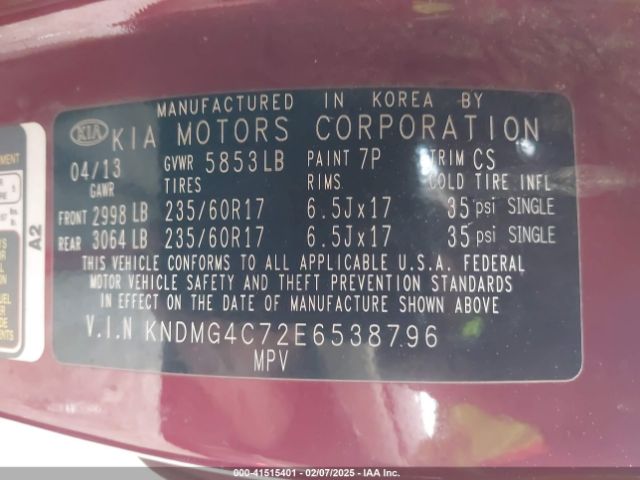 MANUFACTURED IN KOREA BY
KIA KIA MOTORS CORPORATION
04/13 GVWR 5853LB PAINT 7P TRIM CS
GAWR TIRES RIMS COLD TIRE INFL
FRONT 2998 LB 235/60R17 6.5Jx17 35 psi SINGLE
REAR 3064 LB 235/60R17 6.5Jx17 35 psi SINGLE
THIS VEHICLE CONFORMS TO ALL APPLICABLE U.S.A. FEDERAL
MOTOR VEHICLE SAFETY AND THEFT PREVENTION STANDARDS
IN EFFECT ON THE DATE OF MANUFACTURE SHOWN ABOVE
V.I.N KNDMG4C72E6538796
MPV
A2
000-41515401 - 02/07/2025 - IAA Inc.